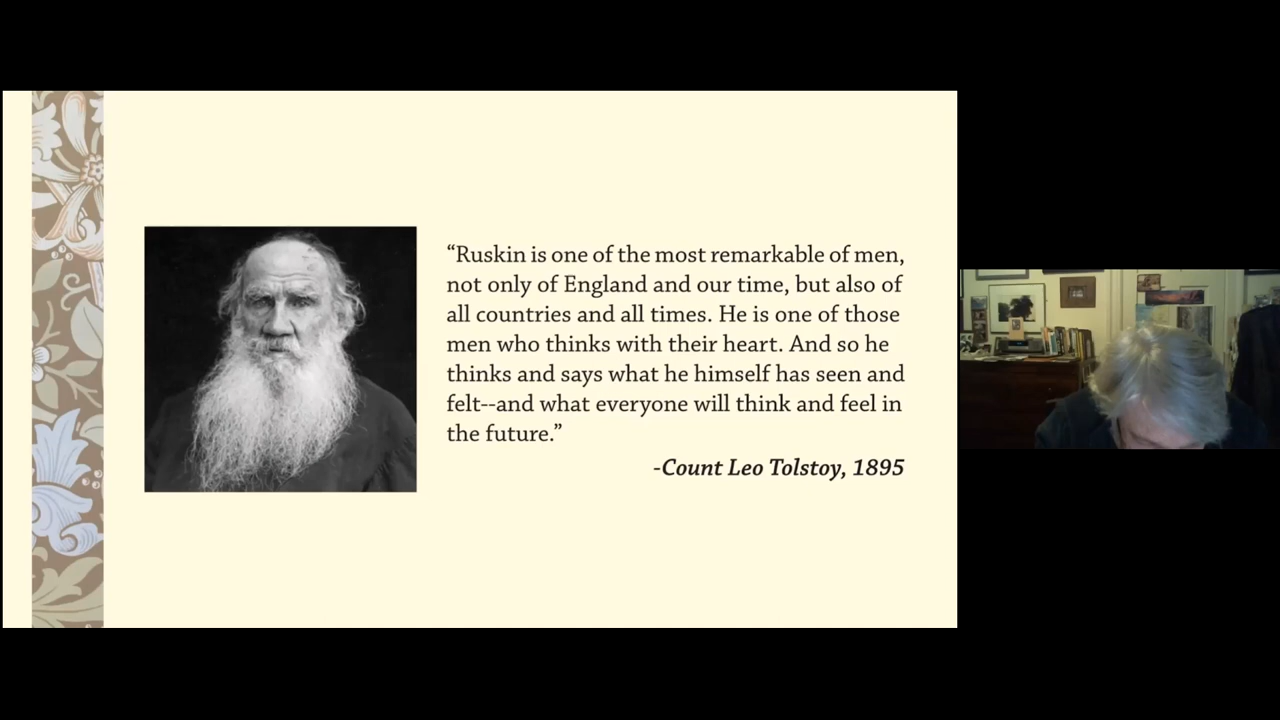 “Ruskin is one of the most remarkable of men,
not only of England and our time, but also of
all countries and all times. He is one of those
men who thinks with their heart. And so he
thinks and says what he himself has seen and
felt--and what everyone will think and feel in
the future.”
-Count Leo Tolstoy, 1895